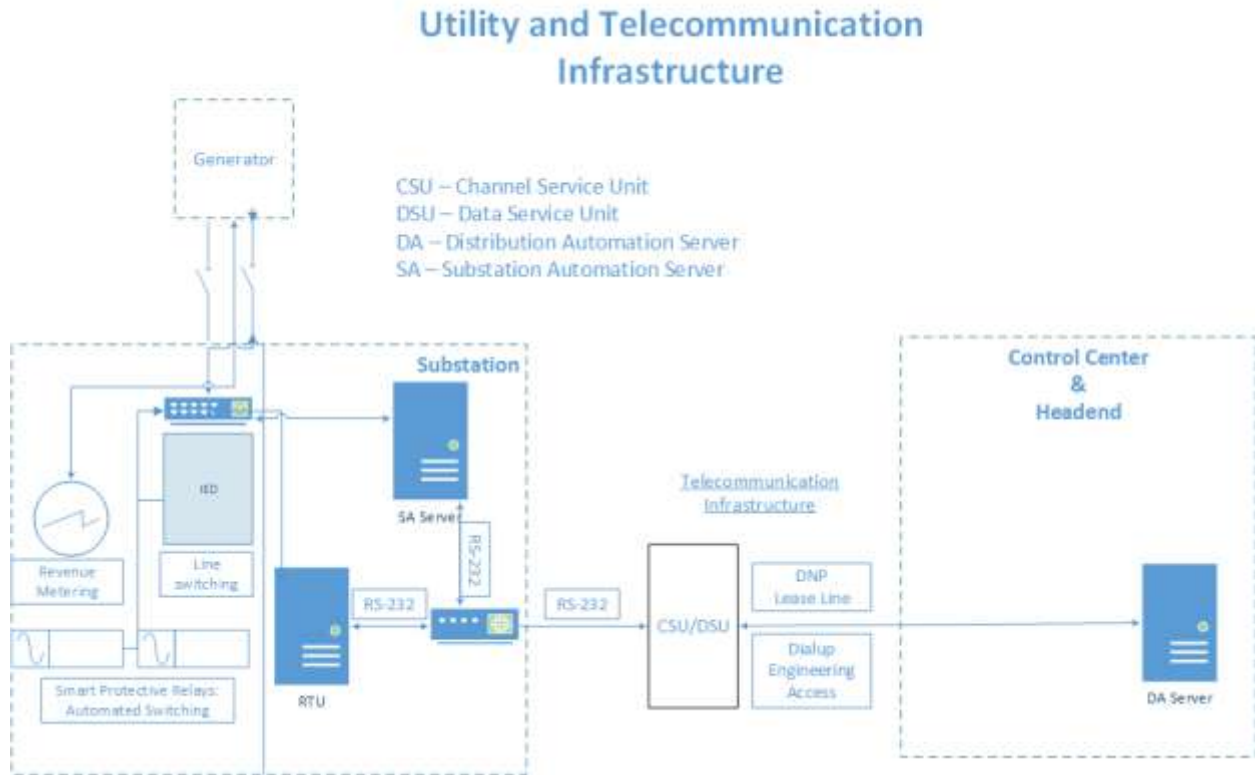 Utility and Telecommunication
Infrastructure
Generator
CSU – Channel Service Unit
DSU – Data Service Unit
DA – Distribution Automation Server
SA – Substation Automation Server
Substation
Control Center
&
Headend
IED
SA Server
RS-232
Telecommunication
Infrastructure
Revenue
Metering
Line
switching
RS-232
RS-232
CSU/DSU
DNP
Lease Line
Dialup
Engineering
Access
Smart Protective Relays:
Automated Switching
RTU
DA Server